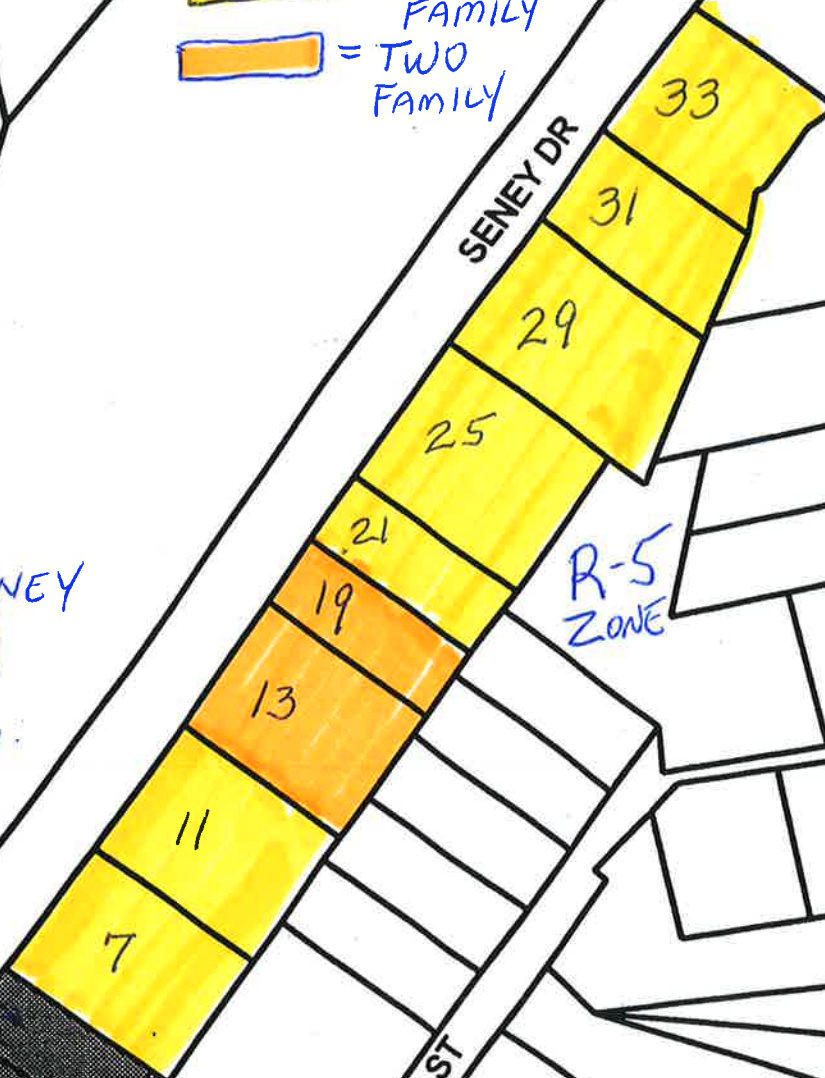 FAMILY
= TWO
FAMILY
33
SENEY DR
31
29
25
21
R-5
ZONE
NEY
19
13
11
7
ST